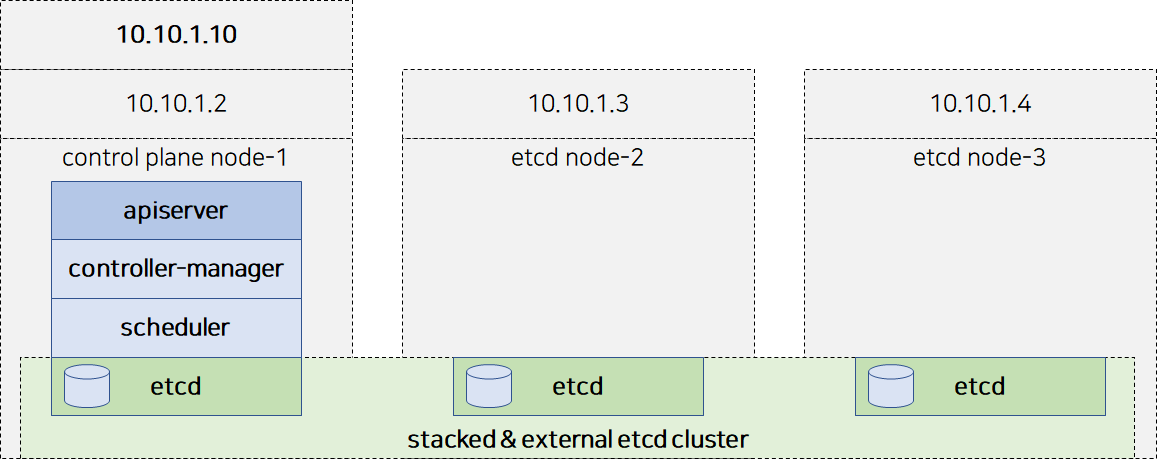 10.10.1.10
10.10.1.2
10.10.1.3
10.10.1.4
control plane node-1
etcd node-2
etcd node-3
apiserver
controller-manager
scheduler
etcd
etcd
etcd
stacked & external etcd cluster